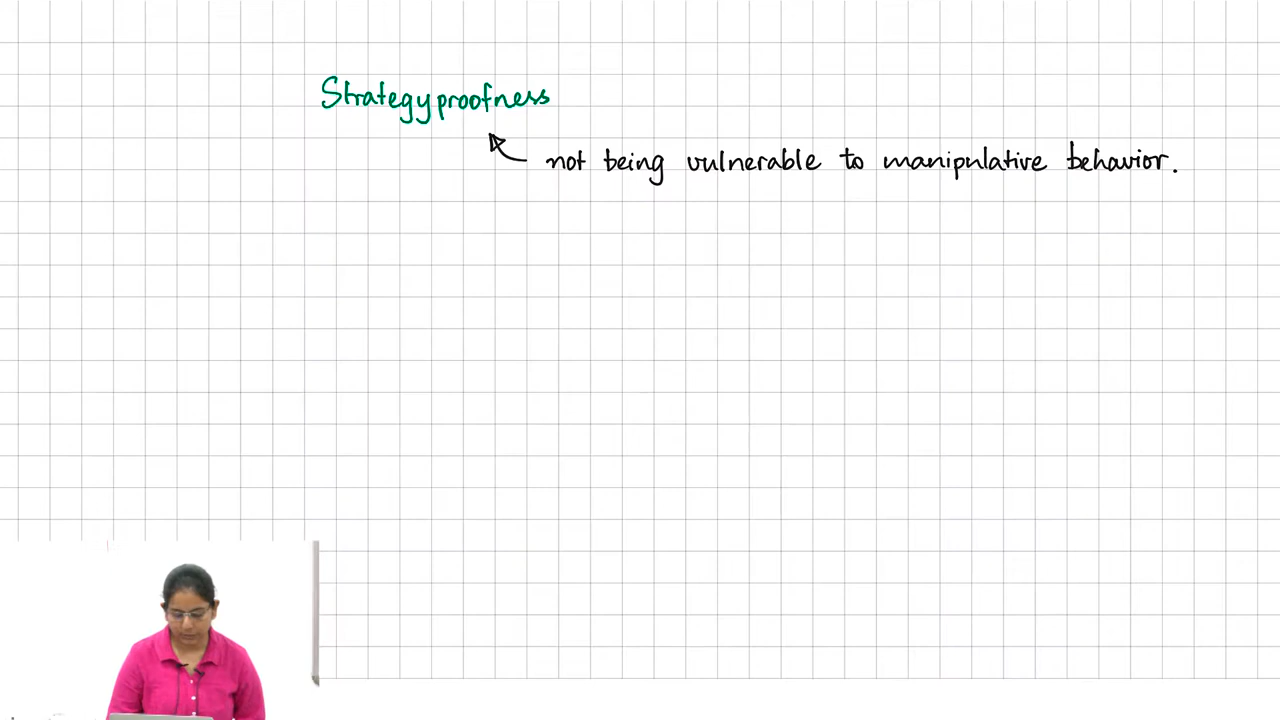 Strategyproofness
not being vulnerable to manipulative behavior.